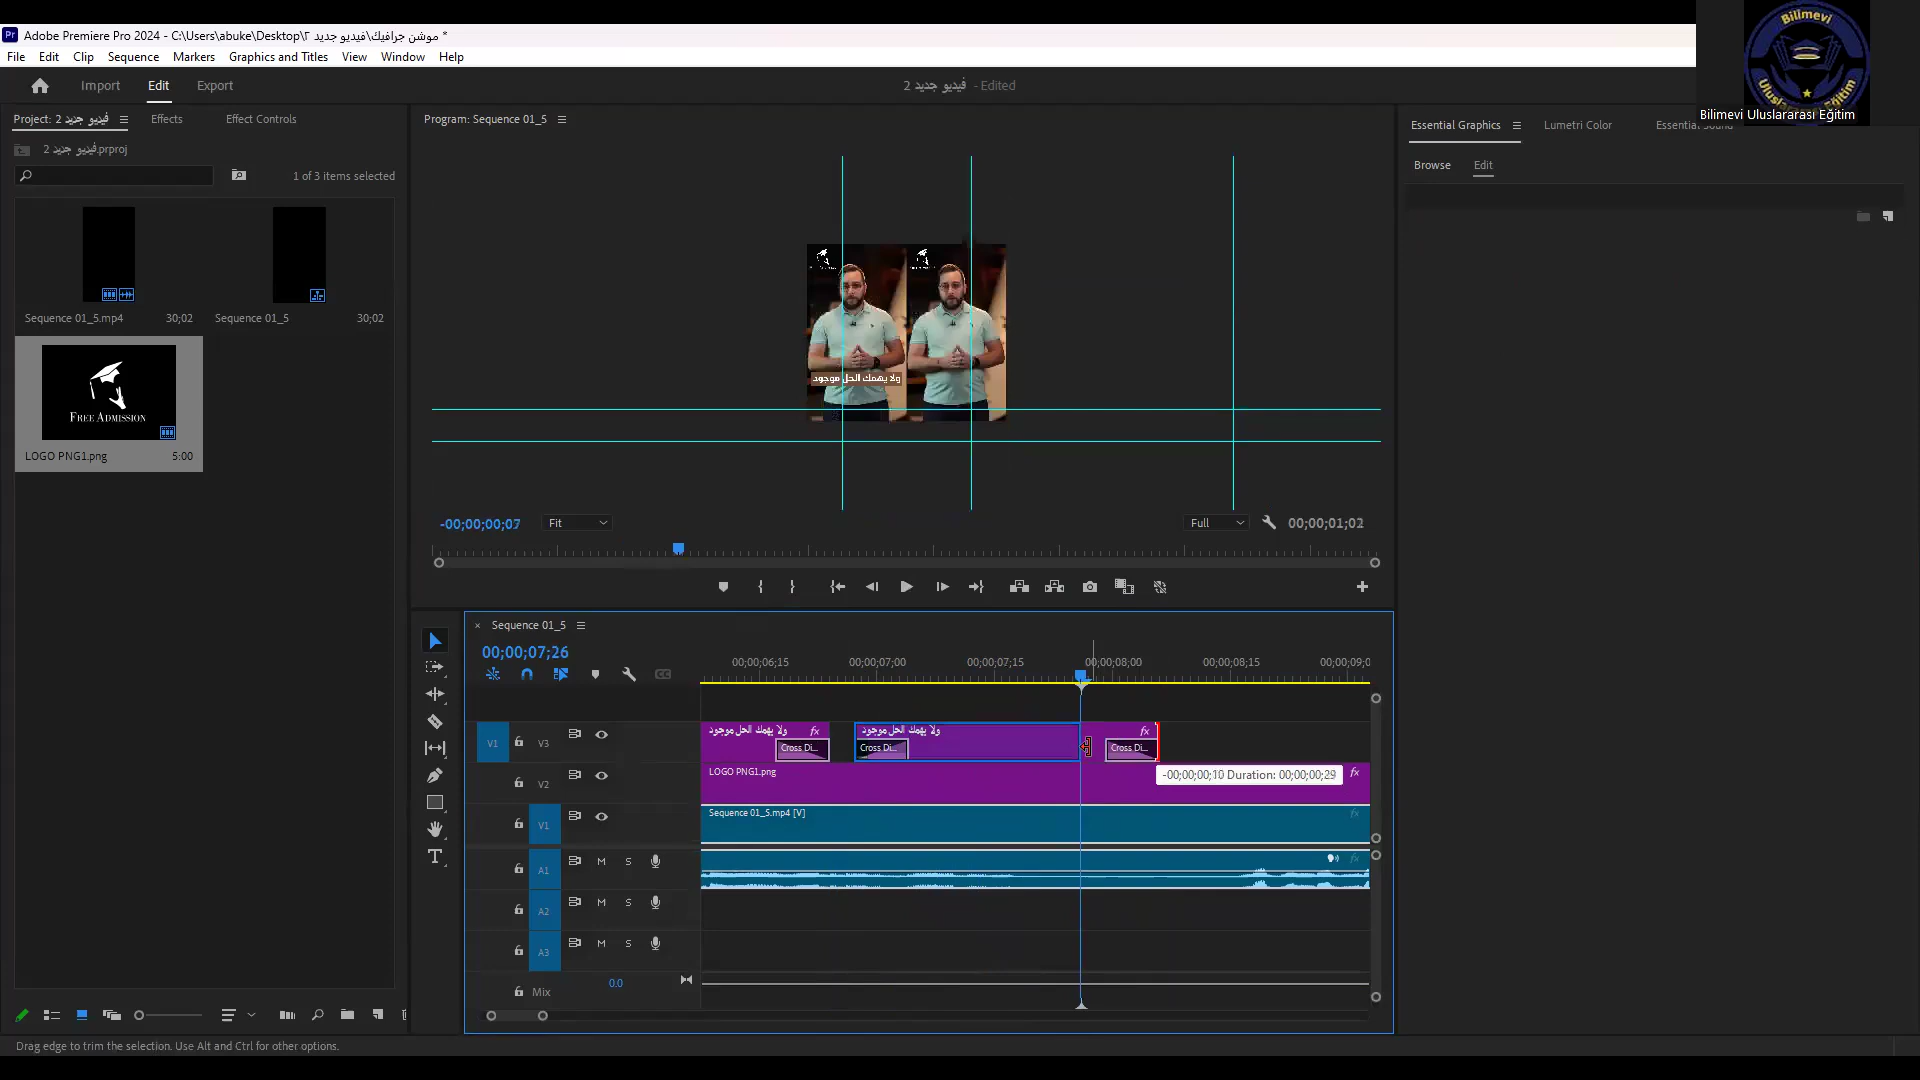 Adobe Premiere Pro 2024 - C:\Users\abuke\Desktop\موشن جرافيك\فيديو جديد ٢ *
File Edit Clip Sequence Markers Graphics and Titles View Window Help
Import Edit Export
فيديو جديد 2 - Edited
Bilimevi Uluslararası Eğitim
Bilimevi Uluslararası Eğitim
Project: فيديو جديد 2
Effects
Effect Controls
فيديو جديد 2.prproj
1 of 3 items selected
Sequence 01_5.mp4 30;02
Sequence 01_5 30;02
FREE ADMISSION
LOGO PNG1.png 5:00
Program: Sequence 01_5
ولا يهمك الحل موجود
-00;00;00;07
Fit
Full
00;00;01;02
Essential Graphics
Lumetri Color
Essential Sound
Browse
Edit
Sequence 01_5
00;00;07;26
00;00;06;15 00;00;07;00 00;00;07;15 00;00;08;00 00;00;08;15 00;00;09;0
V1 V3
ولا يهمك الحل موجود fx
Cross Di...
ولا يهمك الحل موجود
Cross Di...
fx
Cross Di...
-00;00;00;10 Duration: 00;00;00;29
V2
LOGO PNG1.png fx
V1
Sequence 01_5.mp4 [V] fx
A1 M S fx
A2 M S
A3 M S
Mix 0.0
Drag edge to trim the selection. Use Alt and Ctrl for other options.